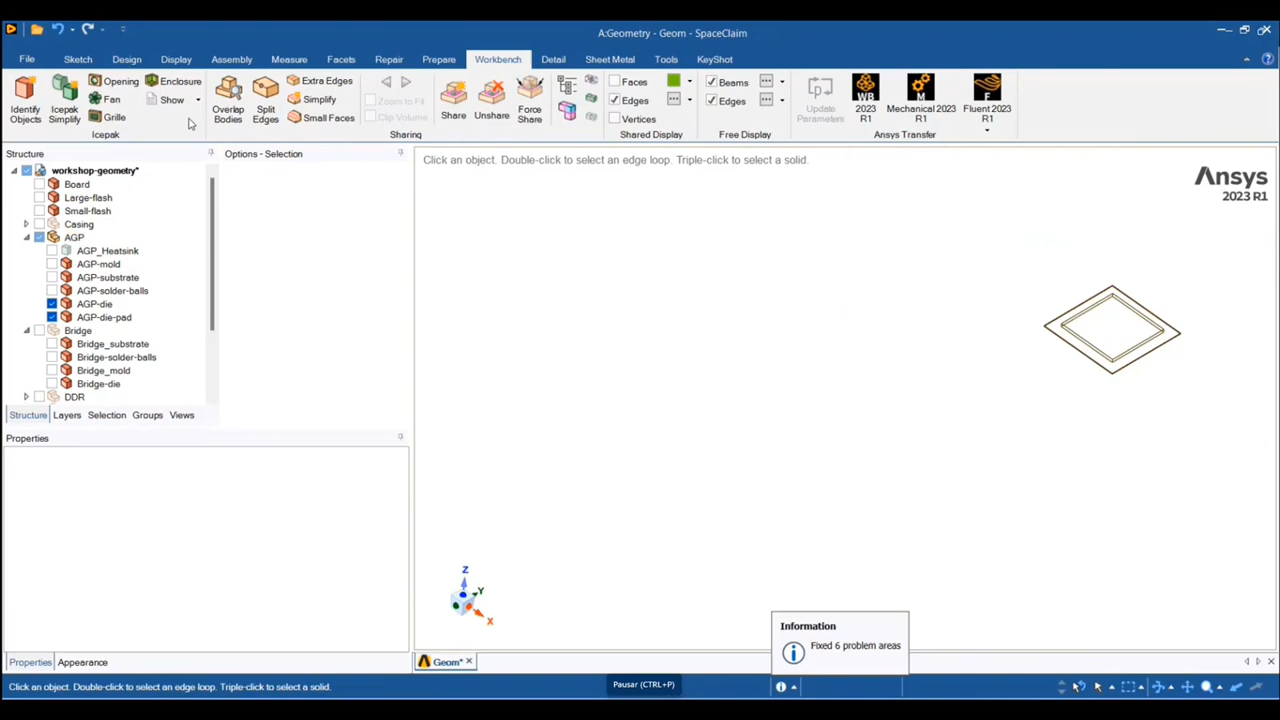 A:Geometry - Geom - SpaceClaim
File Sketch Design Display Assembly Measure Facets Repair Prepare Workbench Detail Sheet Metal Tools KeyShot
Identify Objects
Icepak Simplify
Opening
Fan
Grille
Enclosure
Show
Icepak
Overlap Bodies
Split Edges
Extra Edges
Simplify
Small Faces
Zoom to Fit
Clip Volume
Sharing
Share
Unshare
Force Share
Faces
Edges
Vertices
Shared Display
Beams
Edges
Free Display
Update Parameters
WB
2023 R1
M
Mechanical 2023 R1
F
Fluent 2023 R1
Ansys Transfer
Structure
workshop-geometry*
Board
Large-flash
Small-flash
Casing
AGP
AGP_Heatsink
AGP-mold
AGP-substrate
AGP-solder-balls
AGP-die
AGP-die-pad
Bridge
Bridge_substrate
Bridge-solder-balls
Bridge_mold
Bridge-die
DDR
Structure Layers Selection Groups Views
Options - Selection
Properties
Properties Appearance
Click an object. Double-click to select an edge loop. Triple-click to select a solid.
Ansys
2023 R1
Z
Y
X
Information
Fixed 6 problem areas
Geom*
Click an object. Double-click to select an edge loop. Triple-click to select a solid.
Pausar (CTRL+P)